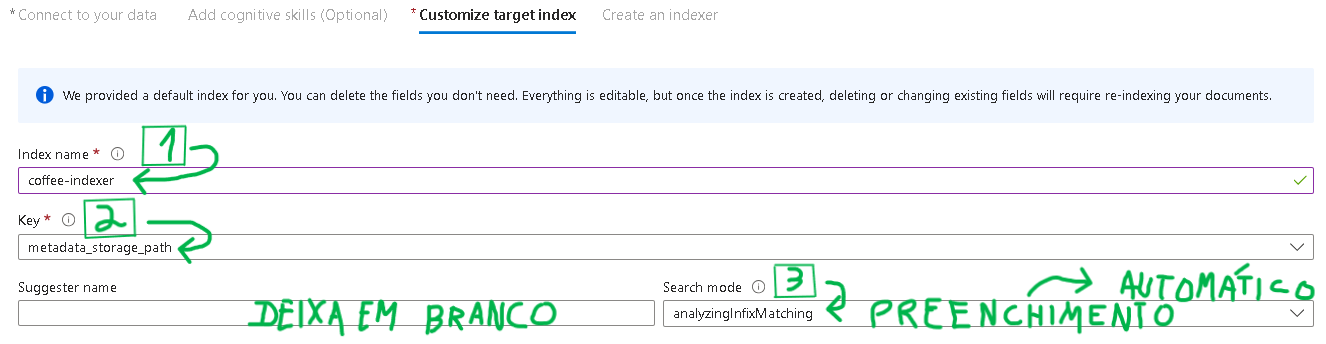 * Connect to your data Add cognitive skills (Optional) * Customize target index Create an indexer
We provided a default index for you. You can delete the fields you don't need. Everything is editable, but once the index is created, deleting or changing existing fields will require re-indexing your documents.
Index name * 1
coffee-indexer
Key * 2
metadata_storage_path
Suggester name Search mode 3 AUTOMÁTICO
DEIXA EM BRANCO analyzingInfixMatching PREENCHIMENTO